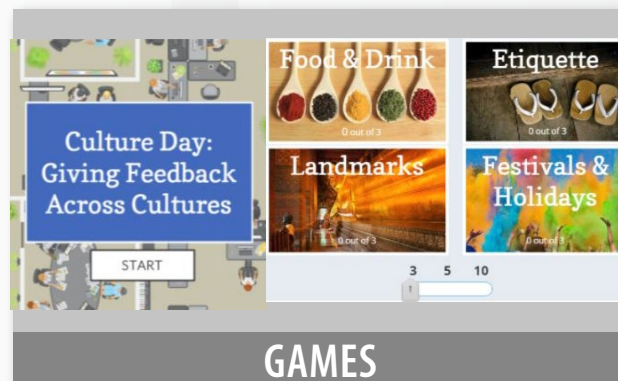 Culture Day:
Giving Feedback
Across Cultures
START
Food & Drink
0 out of 3
Etiquette
0 out of 3
Landmarks
0 out of 3
Festivals &
Holidays
0 out of 3
3 5 10
GAMES